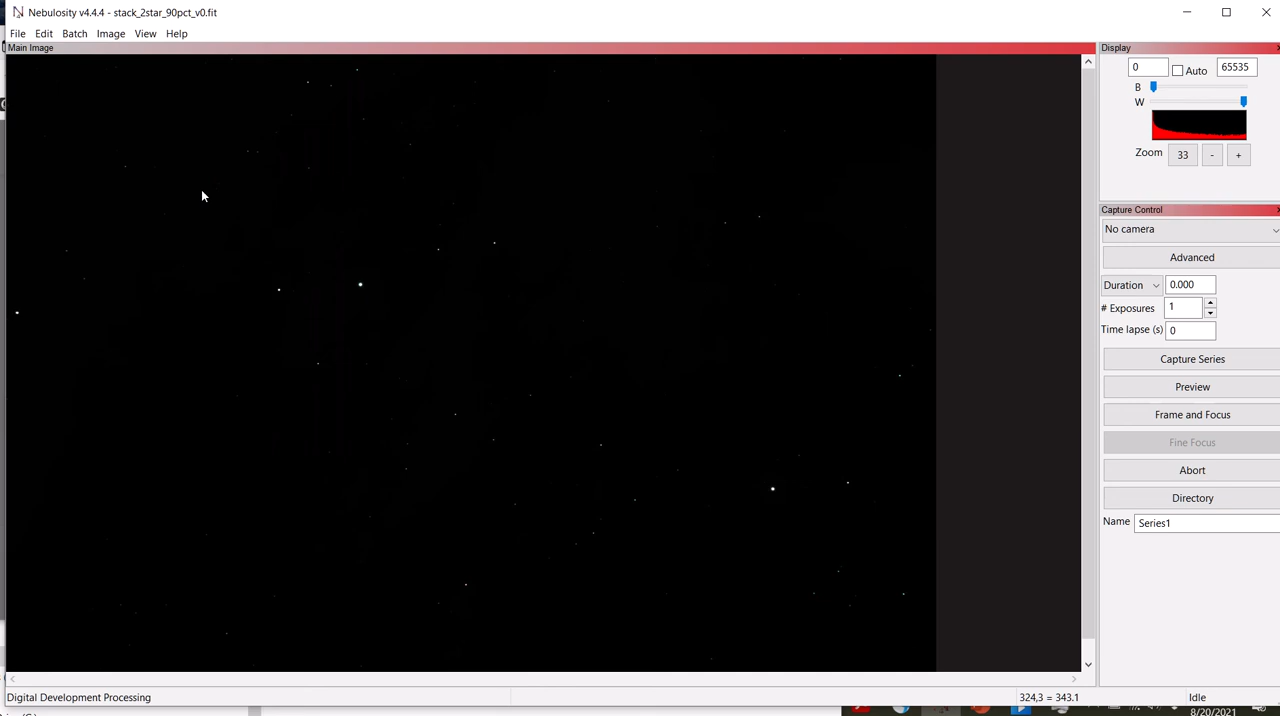 Nebulosity v4.4.4 - stack_2star_90pct_v0.fit
File Edit Batch Image View Help
Main Image
Display
0 Auto 65535
B
W
Zoom 33 - +
Capture Control
No camera
Advanced
Duration 0.000
# Exposures 1
Time lapse (s) 0
Capture Series
Preview
Frame and Focus
Fine Focus
Abort
Directory
Name Series1
Digital Development Processing 324,3 = 343.1 Idle
8/20/2021